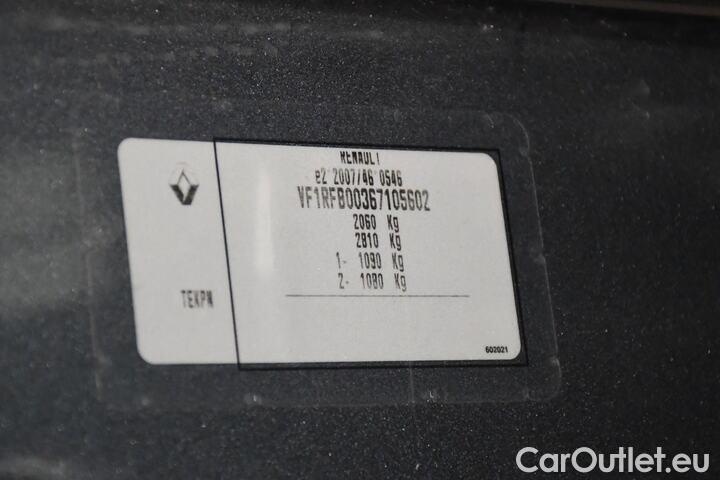 RENAULT
e2*2007/46*0546
VF1RFB00367105602
2060 Kg
2810 Kg
1- 1090 Kg
2- 1080 Kg
TEKPN
602021
CarOutlet.eu